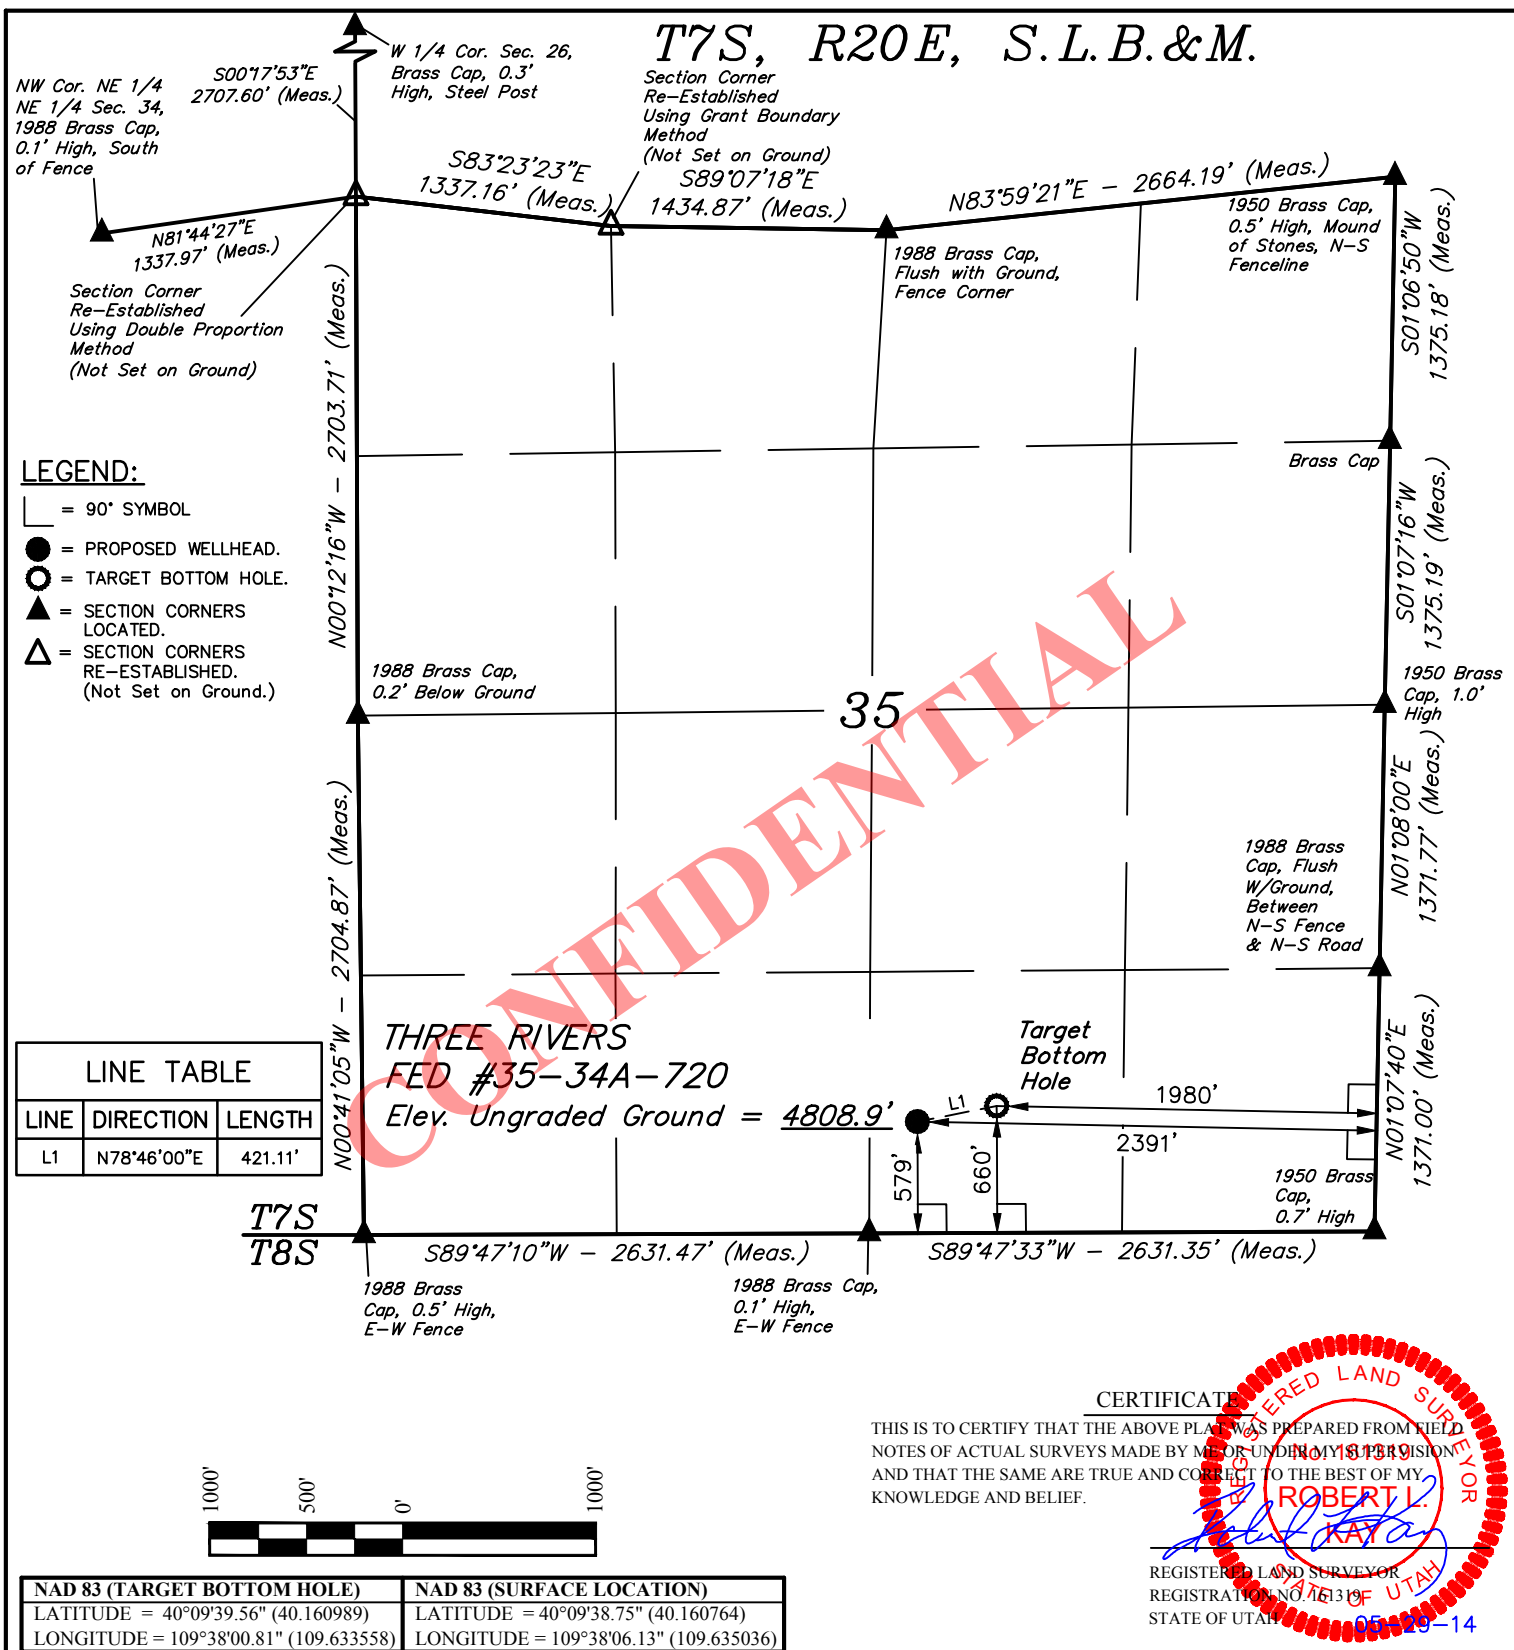 T7S, R20E, S.L.B.&M.
W 1/4 Cor. Sec. 26,
Brass Cap, 0.3'
High, Steel Post
S00°17'53"E
2707.60' (Meas.)
NW Cor. NE 1/4
NE 1/4 Sec. 34,
1988 Brass Cap,
0.1' High, South
of Fence
Section Corner
Re-Established
Using Grant Boundary
Method
(Not Set on Ground)
S83°23'23"E
1337.16' (Meas.)
S89°07'18"E
1434.87' (Meas.)
N83°59'21"E - 2664.19' (Meas.)
N81°44'27"E
1337.97' (Meas.)
1950 Brass Cap,
0.5' High, Mound
of Stones, N-S
Fenceline
1988 Brass Cap,
Flush with Ground,
Fence Corner
S01°06'50"W
1375.18' (Meas.)
Section Corner
Re-Established
Using Double Proportion
Method
(Not Set on Ground)
N00°12'16"W - 2703.71' (Meas.)
Brass Cap
S01°07'16"W
1375.19' (Meas.)
LEGEND:
= 90° SYMBOL
= PROPOSED WELLHEAD.
= TARGET BOTTOM HOLE.
= SECTION CORNERS
LOCATED.
= SECTION CORNERS
RE-ESTABLISHED.
(Not Set on Ground.)
1988 Brass Cap,
0.2' Below Ground
35
1950 Brass
Cap, 1.0'
High
CONFIDENTIAL
N01°08'00"E
1371.77' (Meas.)
1988 Brass
Cap, Flush
W/Ground,
Between
N-S Fence
& N-S Road
N00°41'05"W - 2704.87' (Meas.)
THREE RIVERS
FED #35-34A-720
Elev. Ungraded Ground = 4808.9'
Target
Bottom
Hole
L1
1980'
2391'
579'
660'
N01°07'40"E
1371.00' (Meas.)
LINE TABLE
LINE DIRECTION LENGTH
L1 N78°46'00"E 421.11'
1950 Brass
Cap,
0.7' High
T7S
T8S
S89°47'10"W - 2631.47' (Meas.)
S89°47'33"W - 2631.35' (Meas.)
1988 Brass
Cap, 0.5' High,
E-W Fence
1988 Brass Cap,
0.1' High,
E-W Fence
CERTIFICATE
THIS IS TO CERTIFY THAT THE ABOVE PLAT WAS PREPARED FROM FIELD
NOTES OF ACTUAL SURVEYS MADE BY ME OR UNDER MY SUPERVISION
AND THAT THE SAME ARE TRUE AND CORRECT TO THE BEST OF MY
KNOWLEDGE AND BELIEF.
REGISTERED LAND SURVEYOR
No. 161319
ROBERT L.
KAY
STATE OF UTAH
Robert L. Kay
REGISTERED LAND SURVEYOR
REGISTRATION NO. 161319
STATE OF UTAH
05-29-14
1000' 500' 0' 1000'
NAD 83 (TARGET BOTTOM HOLE) NAD 83 (SURFACE LOCATION)
LATITUDE = 40°09'39.56" (40.160989) LATITUDE = 40°09'38.75" (40.160764)
LONGITUDE = 109°38'00.81" (109.633558) LONGITUDE = 109°38'06.13" (109.635036)